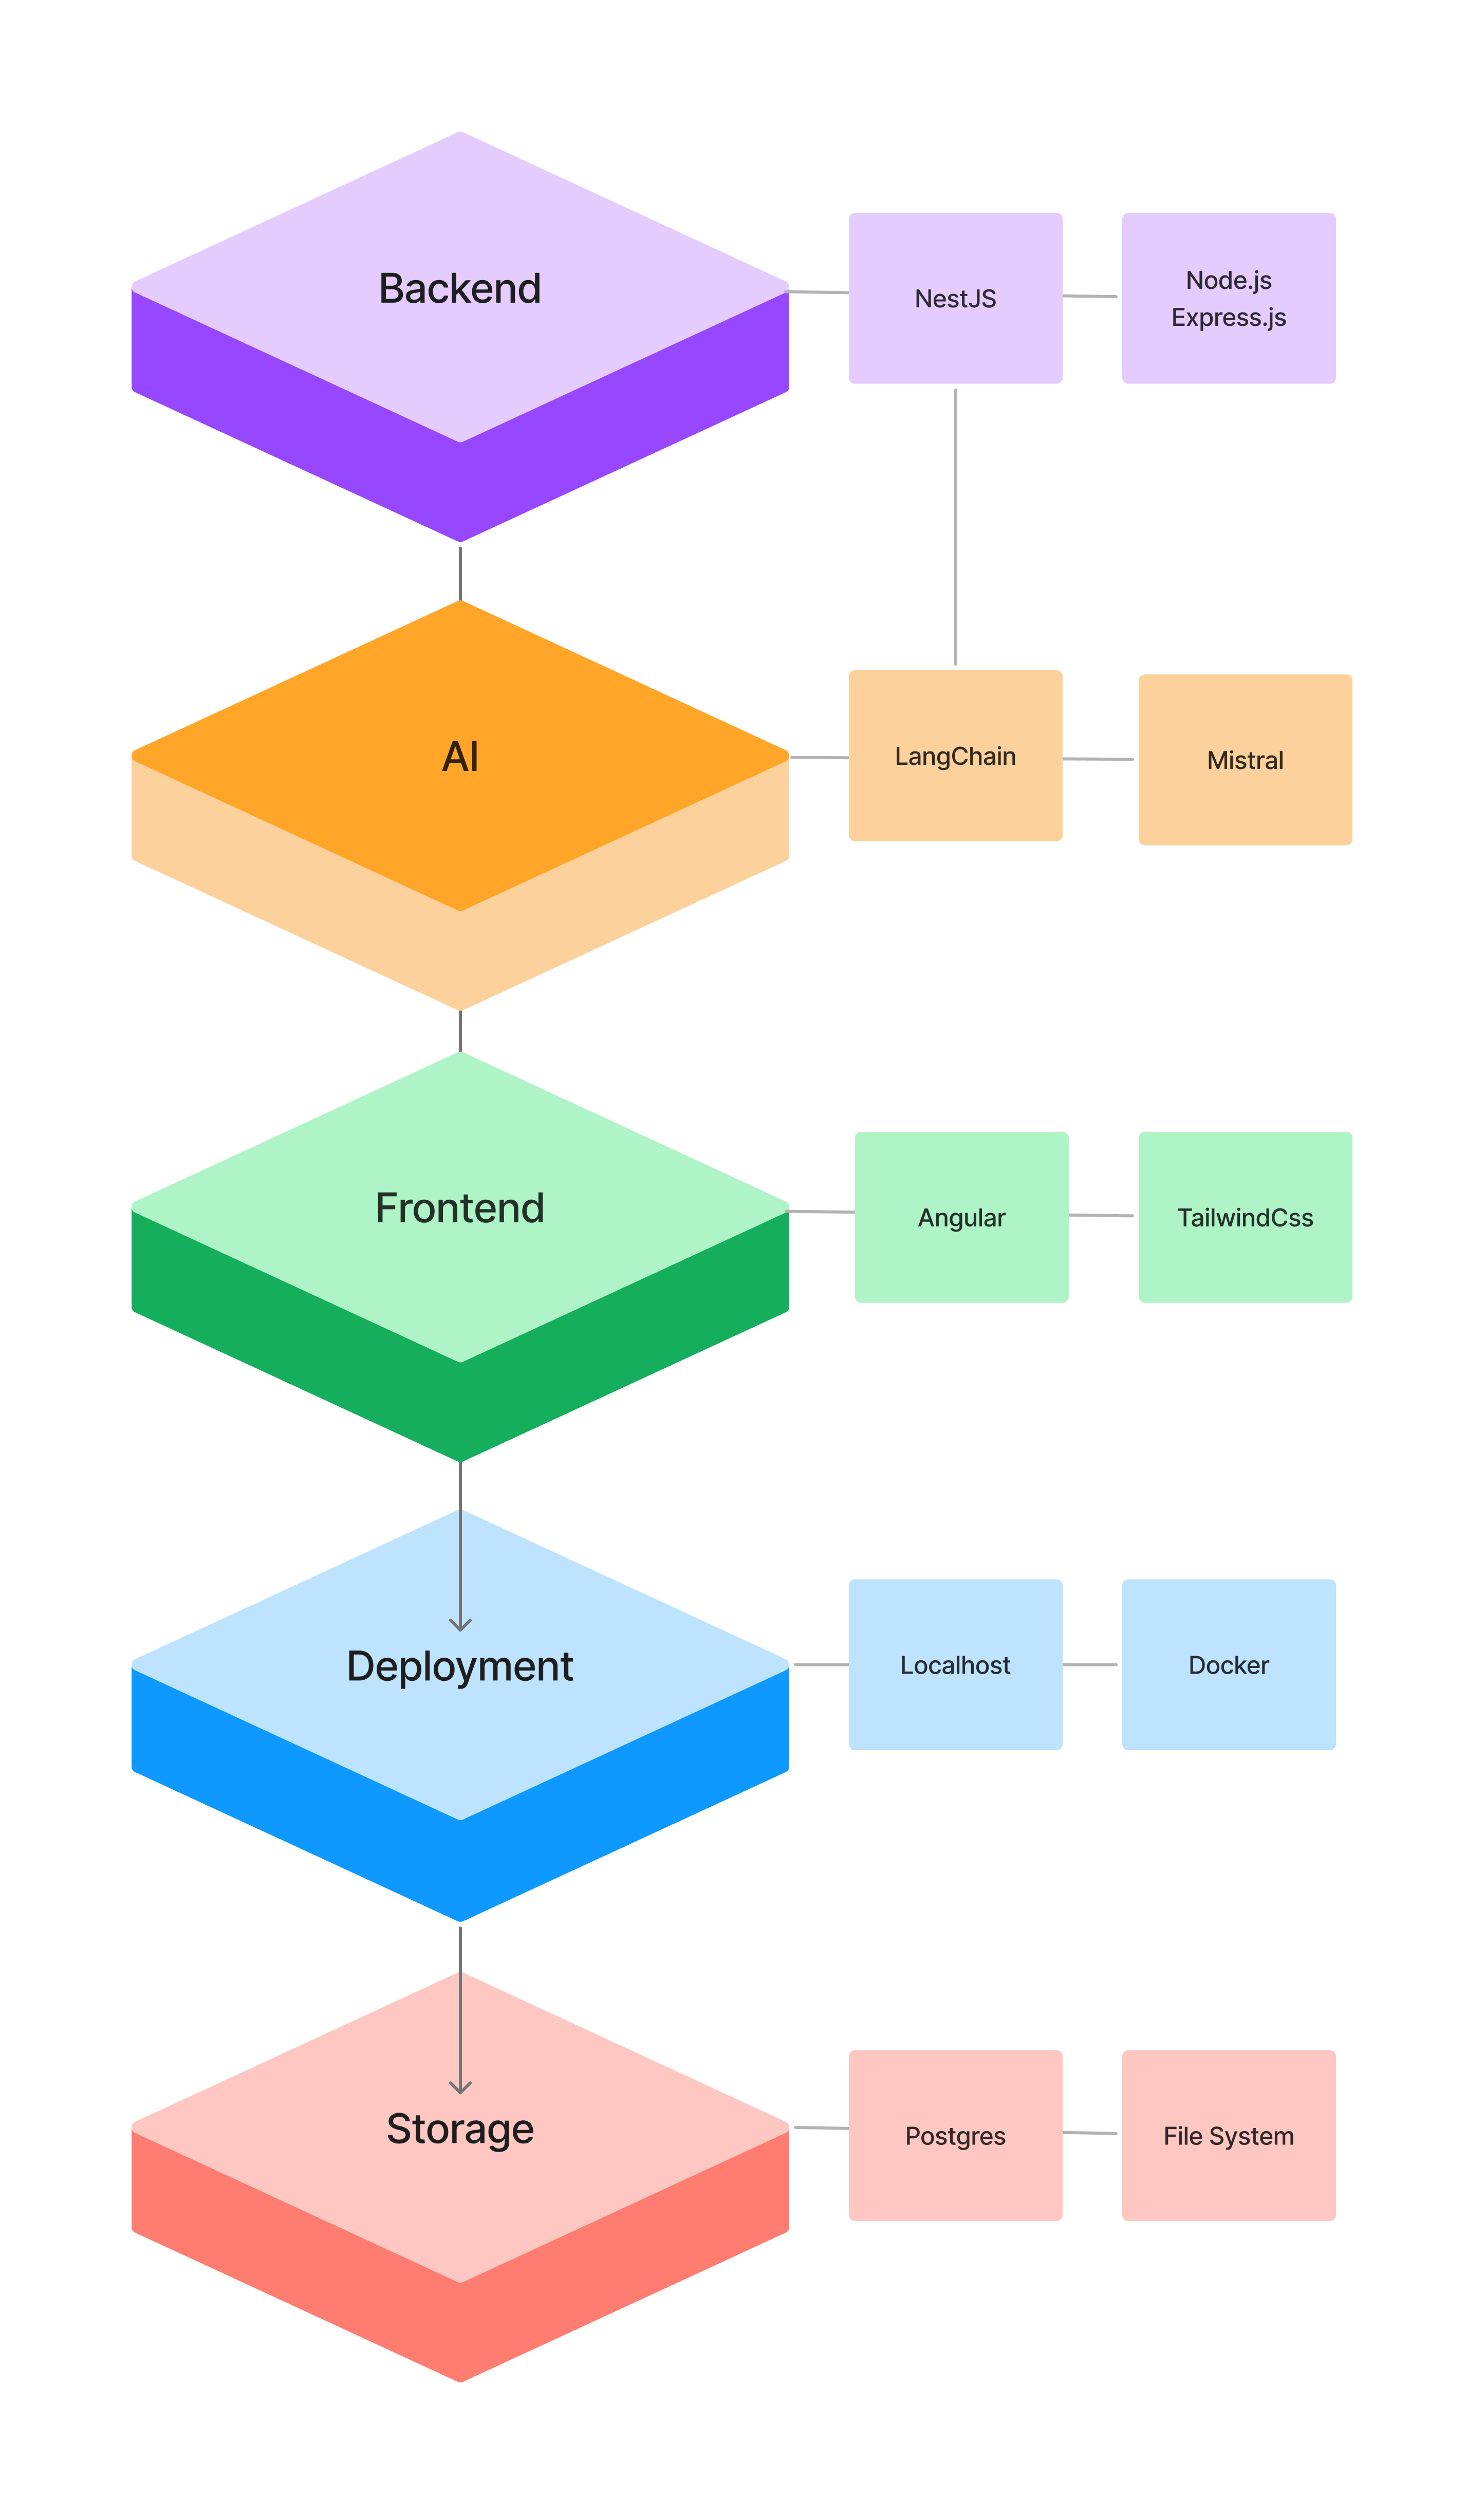 Backend
NestJS
Node.js
Express.js
AI
LangChain
Mistral
Frontend
Angular
TailwindCss
Deployment
Localhost
Docker
Storage
Postgres
File System